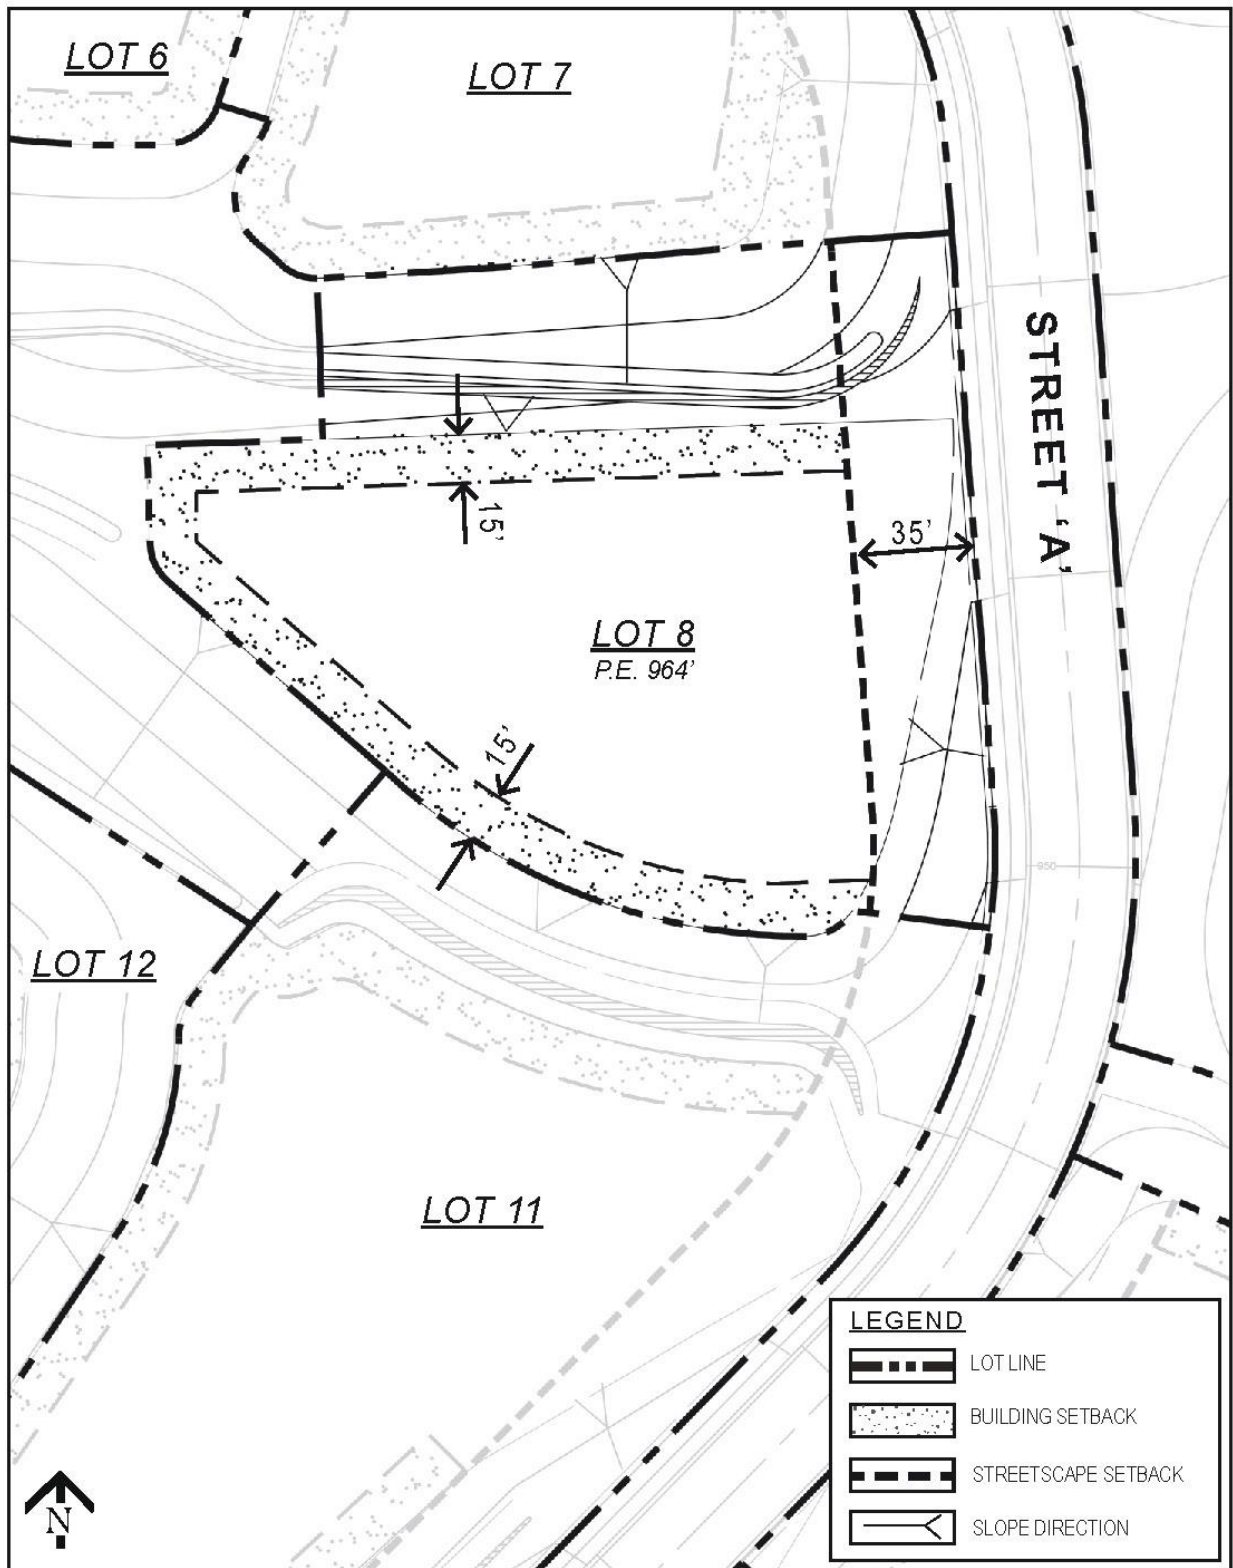 LOT 6
LOT 7
STREET 'A'
15'
35'
LOT 8
P.E. 964'
15'
950
LOT 12
LOT 11
LEGEND
LOT LINE
BUILDING SETBACK
STREETSCAPE SETBACK
SLOPE DIRECTION
N